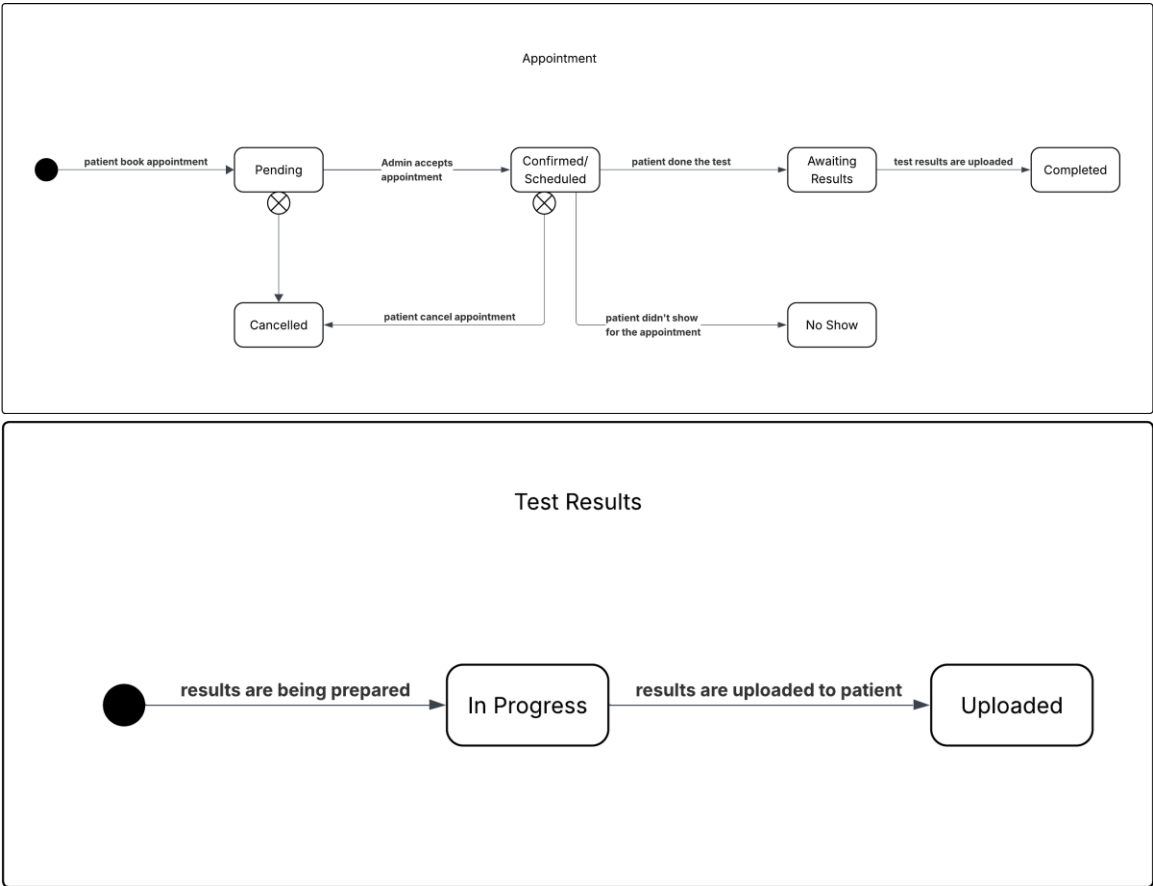 Appointment
patient book appointment
Pending
Admin accepts
appointment
Confirmed/
Scheduled
patient done the test
Awaiting
Results
test results are uploaded
Completed
Cancelled
patient cancel appointment
patient didn't show
for the appointment
No Show
Test Results
results are being prepared
In Progress
results are uploaded to patient
Uploaded